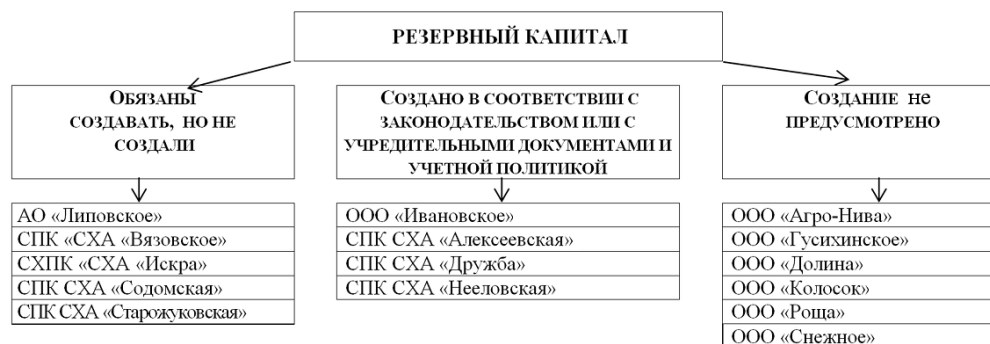 РЕЗЕРВНЫЙ КАПИТАЛ
ОБЯЗАНЫ
СОЗДАВАТЬ, НО НЕ
СОЗДАЛИ
СОЗДАНО В СООТВЕТСТВИИ С
ЗАКОНОДАТЕЛЬСТВОМ ИЛИ С
УЧРЕДИТЕЛЬНЫМИ ДОКУМЕНТАМИ И
УЧЕТНОЙ ПОЛИТИКОЙ
СОЗДАНИЕ не
ПРЕДУСМОТРЕНО
АО «Липовское»
СПК «СХА «Вязовское»
СХПК «СХА «Искра»
СПК СХА «Содомская»
СПК СХА «Старожуковская»
ООО «Ивановское»
СПК СХА «Алексеевская»
СПК СХА «Дружба»
СПК СХА «Нееловская»
ООО «Агро-Нива»
ООО «Гусихинское»
ООО «Долина»
ООО «Колосок»
ООО «Роща»
ООО «Снежное»